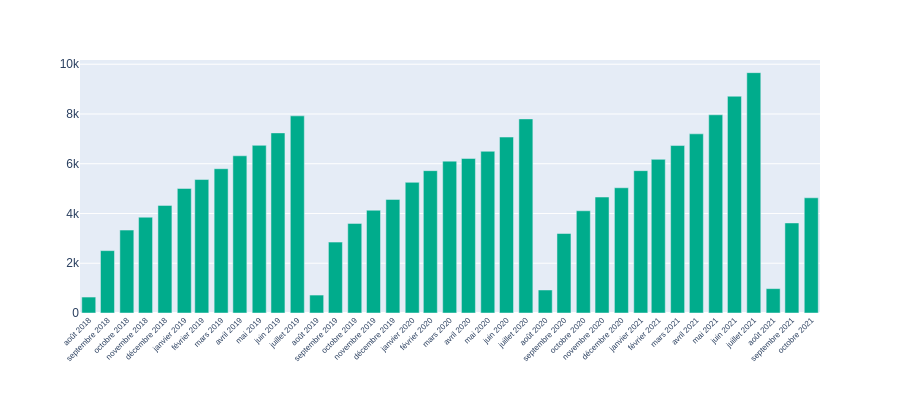 10k
8k
6k
4k
2k
0
août 2018
septembre 2018
octobre 2018
novembre 2018
décembre 2018
janvier 2019
février 2019
mars 2019
avril 2019
mai 2019
juin 2019
juillet 2019
août 2019
septembre 2019
octobre 2019
novembre 2019
décembre 2019
janvier 2020
février 2020
mars 2020
avril 2020
mai 2020
juin 2020
juillet 2020
août 2020
septembre 2020
octobre 2020
novembre 2020
décembre 2020
janvier 2021
février 2021
mars 2021
avril 2021
mai 2021
juin 2021
juillet 2021
août 2021
septembre 2021
octobre 2021